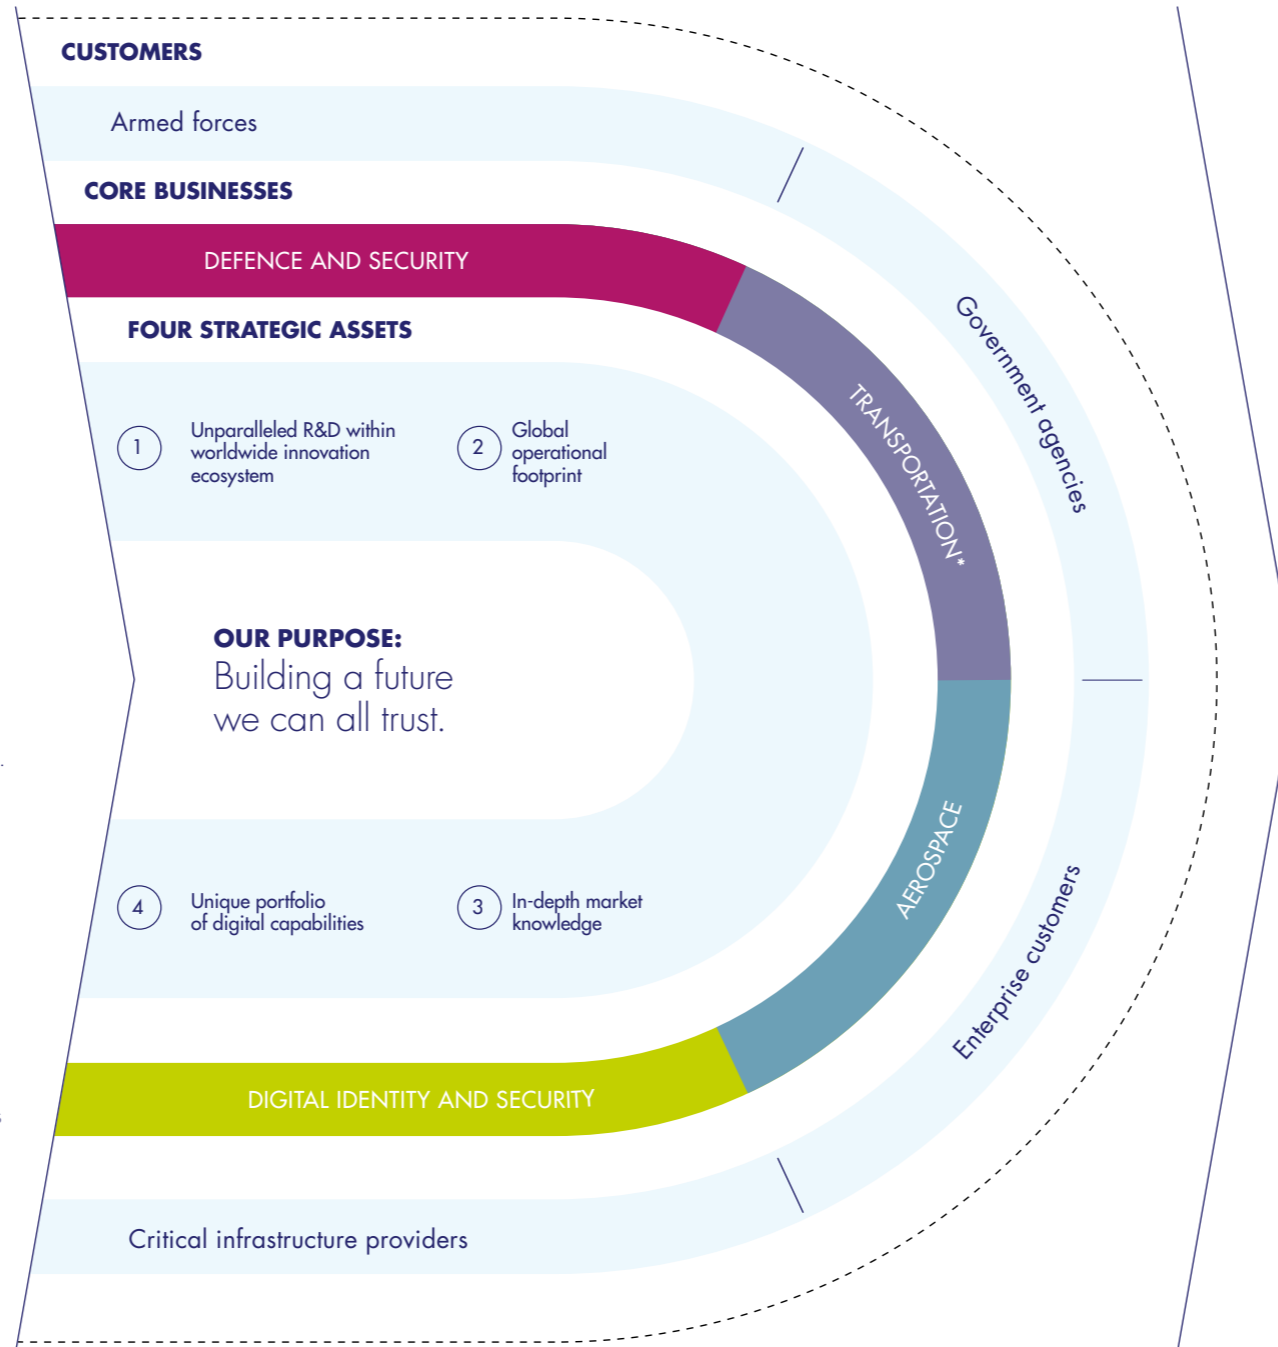 CUSTOMERS
Armed forces
Government agencies
Enterprise customers
Critical infrastructure providers
CORE BUSINESSES
DEFENCE AND SECURITY
TRANSPORTATION*
AEROSPACE
DIGITAL IDENTITY AND SECURITY
FOUR STRATEGIC ASSETS
1
Unparalleled R&D within
worldwide innovation
ecosystem
2
Global
operational
footprint
3
In-depth market
knowledge
4
Unique portfolio
of digital capabilities
OUR PURPOSE:
Building a future
we can all trust.